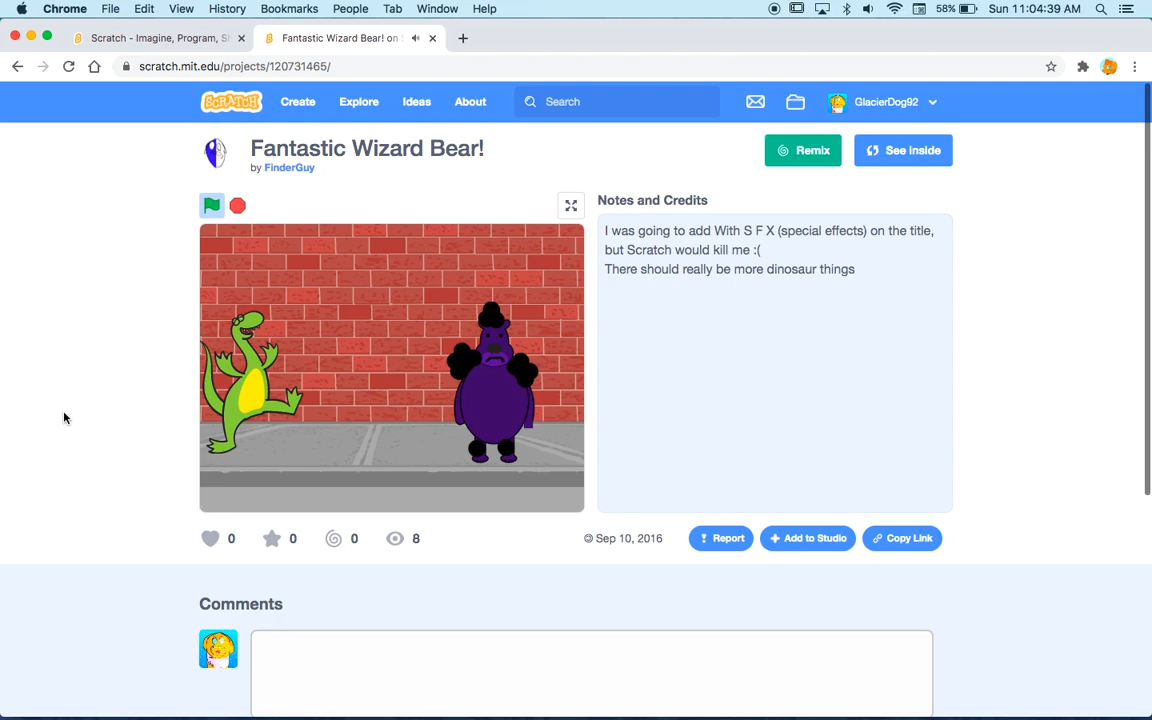 Chrome File Edit View History Bookmarks People Tab Window Help 58% Sun 11:04:39 AM
Scratch - Imagine, Program, Sh Fantastic Wizard Bear! on
scratch.mit.edu/projects/120731465/
SCRATCH Create Explore Ideas About Search GlacierDog92
Fantastic Wizard Bear!
by FinderGuy
Remix See inside
Notes and Credits
I was going to add With S F X (special effects) on the title,
but Scratch would kill me :(
There should really be more dinosaur things
0 0 0 8 © Sep 10, 2016 Report Add to Studio Copy Link
Comments